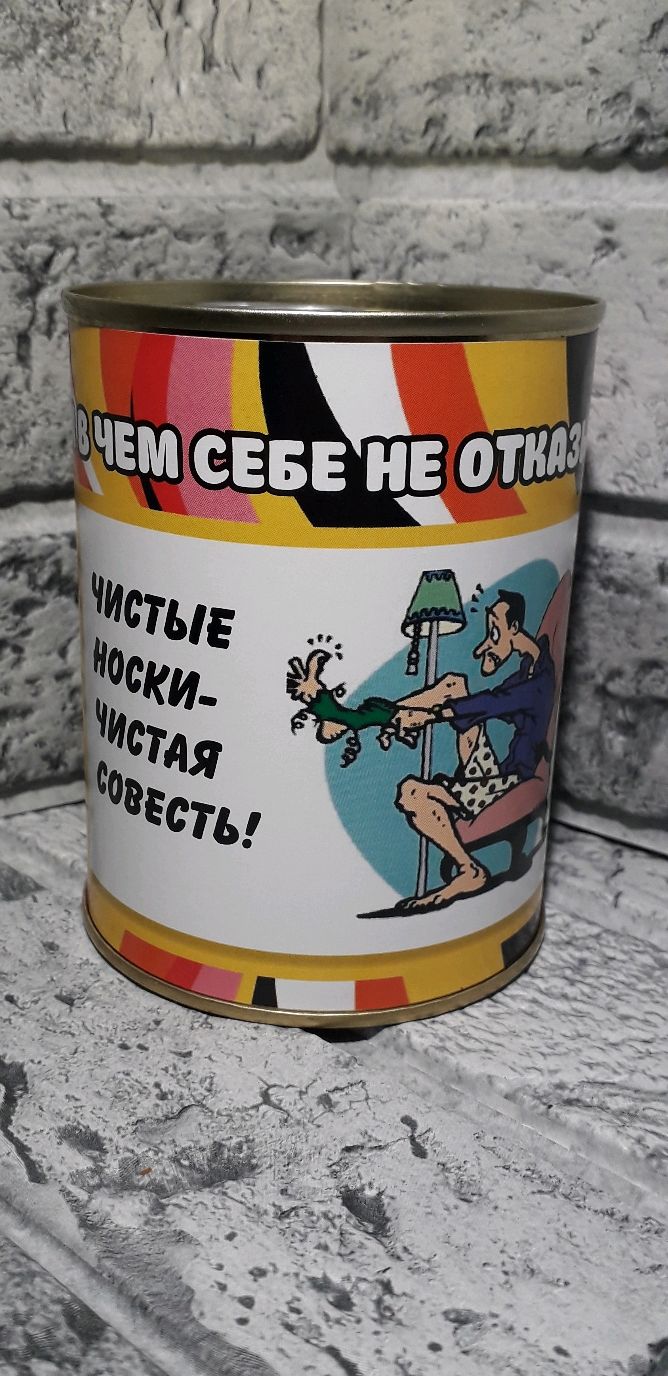 В ЧЕМ СЕБЕ НЕ ОТКАЗ
ЧИСТЫЕ
НОСКИ-
ЧИСТАЯ
СОВЕСТЬ!